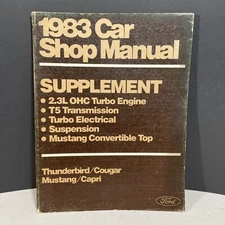 1983 Car
Shop Manual
SUPPLEMENT
• 2.3L OHC Turbo Engine
• T5 Transmission
• Turbo Electrical
• Suspension
• Mustang Convertible Top
Thunderbird/Cougar
Mustang/Capri
Ford